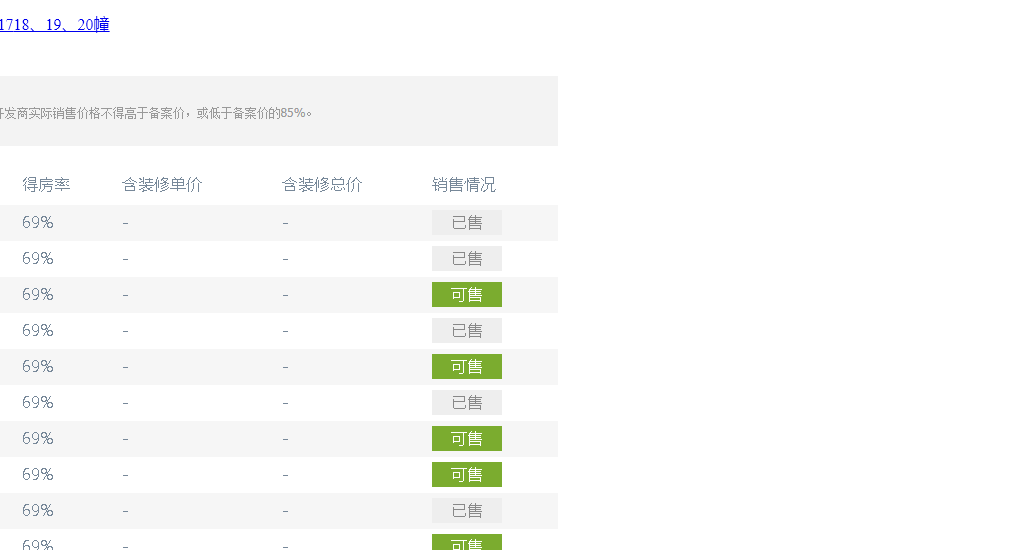 1718、19、20幢
开发商实际销售价格不得高于备案价，或低于备案价的85%。
得房率 含装修单价 含装修总价 销售情况
69% - - 已售
69% - - 已售
69% - - 可售
69% - - 已售
69% - - 可售
69% - - 已售
69% - - 可售
69% - - 可售
69% - - 已售
69% - - 可售